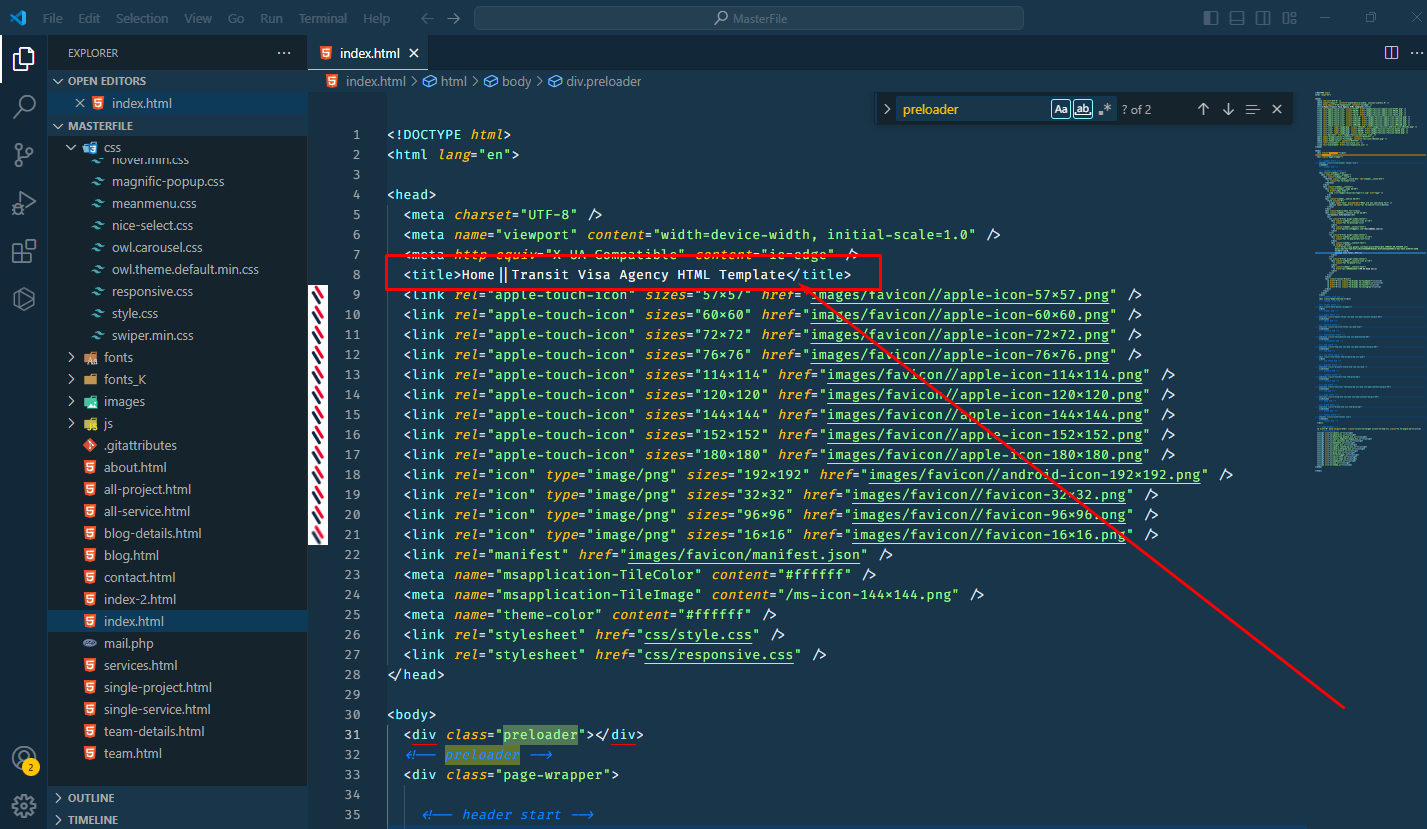 File Edit Selection View Go Run Terminal Help
MasterFile
EXPLORER
OPEN EDITORS
index.html
MASTERFILE
css
hover.min.css
magnific-popup.css
meanmenu.css
nice-select.css
owl.carousel.css
owl.theme.default.min.css
responsive.css
style.css
swiper.min.css
fonts
fonts_K
images
js
.gitattributes
about.html
all-project.html
all-service.html
blog-details.html
blog.html
contact.html
index-2.html
index.html
mail.php
services.html
single-project.html
single-service.html
team-details.html
team.html
OUTLINE
TIMELINE
2
index.html
index.html > html > body > div.preloader
preloader Aa ab .* ? of 2
1 <!DOCTYPE html>
2 <html lang="en">
3
4 <head>
5 <meta charset="UTF-8" />
6 <meta name="viewport" content="width=device-width, initial-scale=1.0" />
7 <meta http-equiv="X-UA-Compatible" content="ie=edge" />
8 <title>Home || Transit Visa Agency HTML Template</title>
9 <link rel="apple-touch-icon" sizes="57×57" href="images/favicon//apple-icon-57×57.png" />
10 <link rel="apple-touch-icon" sizes="60×60" href="images/favicon//apple-icon-60×60.png" />
11 <link rel="apple-touch-icon" sizes="72×72" href="images/favicon//apple-icon-72×72.png" />
12 <link rel="apple-touch-icon" sizes="76×76" href="images/favicon//apple-icon-76×76.png" />
13 <link rel="apple-touch-icon" sizes="114×114" href="images/favicon//apple-icon-114×114.png" />
14 <link rel="apple-touch-icon" sizes="120×120" href="images/favicon//apple-icon-120×120.png" />
15 <link rel="apple-touch-icon" sizes="144×144" href="images/favicon//apple-icon-144×144.png" />
16 <link rel="apple-touch-icon" sizes="152×152" href="images/favicon//apple-icon-152×152.png" />
17 <link rel="apple-touch-icon" sizes="180×180" href="images/favicon//apple-icon-180×180.png" />
18 <link rel="icon" type="image/png" sizes="192×192" href="images/favicon//android-icon-192×192.png" />
19 <link rel="icon" type="image/png" sizes="32×32" href="images/favicon//favicon-32×32.png" />
20 <link rel="icon" type="image/png" sizes="96×96" href="images/favicon//favicon-96×96.png" />
21 <link rel="icon" type="image/png" sizes="16×16" href="images/favicon//favicon-16×16.png" />
22 <link rel="manifest" href="images/favicon/manifest.json" />
23 <meta name="msapplication-TileColor" content="#ffffff" />
24 <meta name="msapplication-TileImage" content="/ms-icon-144×144.png" />
25 <meta name="theme-color" content="#ffffff" />
26 <link rel="stylesheet" href="css/style.css" />
27 <link rel="stylesheet" href="css/responsive.css" />
28 </head>
29
30 <body>
31 <div class="preloader"></div>
32 <!-- preloader -->
33 <div class="page-wrapper">
34
35 <!-- header start -->